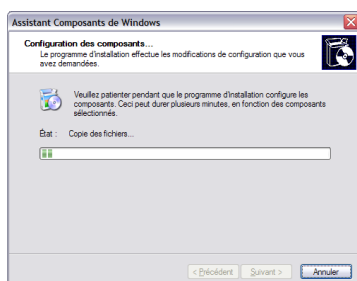 Assistant Composants de Windows
Configuration des composants...
Le programme d'installation effectue les modifications de configuration que vous
avez demandées.
Veuillez patienter pendant que le programme d'installation configure les
composants. Ceci peut durer plusieurs minutes, en fonction des composants
sélectionnés.
État : Copie des fichiers...
< Précédent Suivant > Annuler